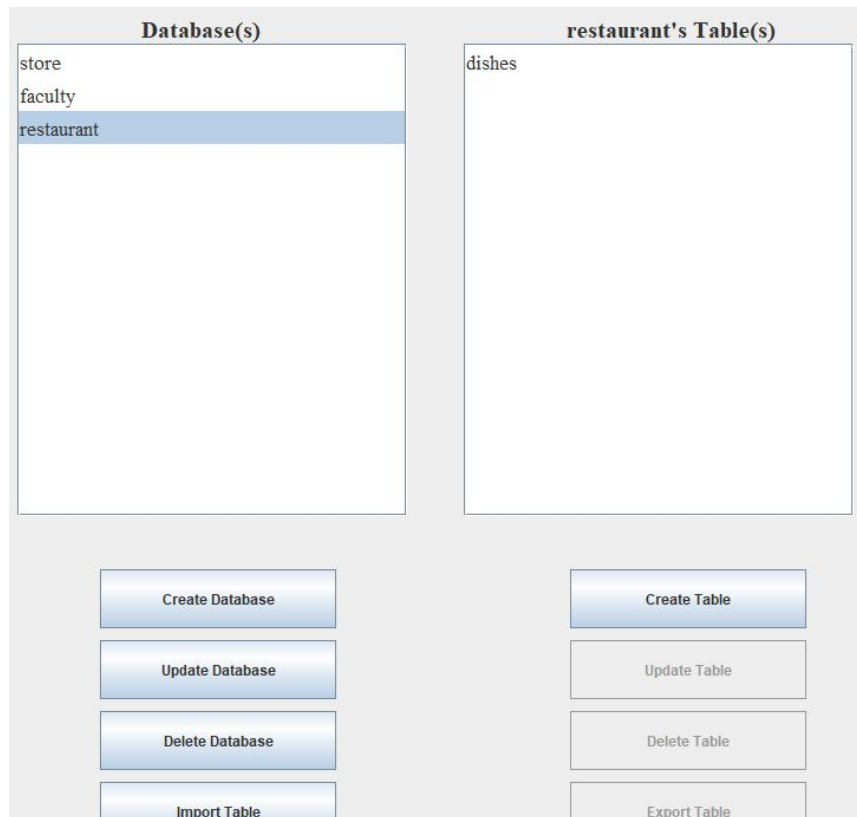 Database(s)
restaurant's Table(s)
store
faculty
restaurant
dishes
Create Database
Create Table
Update Database
Update Table
Delete Database
Delete Table
Import Table
Export Table